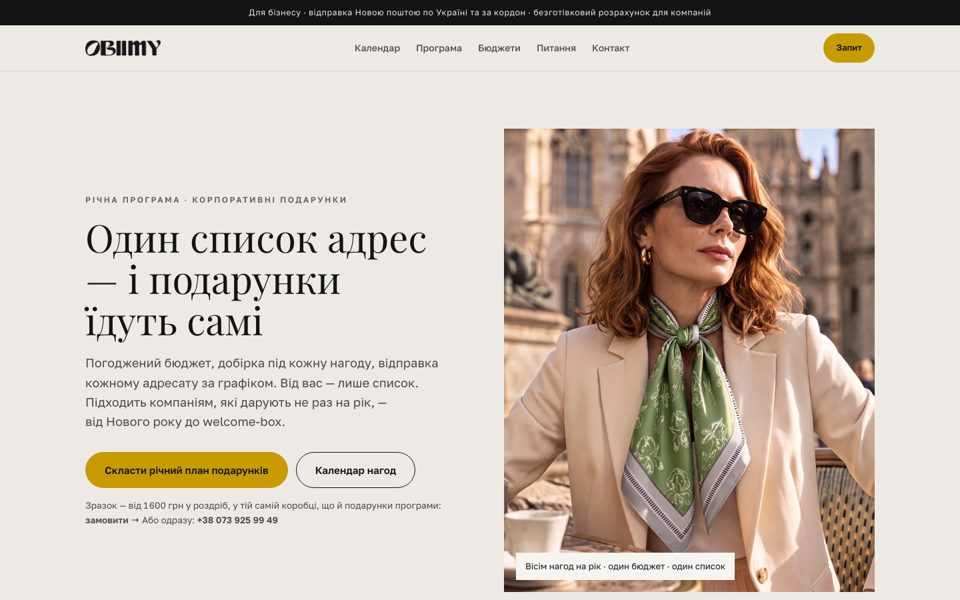 Для бізнесу · відправка Новою поштою по Україні та за кордон · безготівковий розрахунок для компаній
OBIIMY
Календар Програма Бюджети Питання Контакт
Запит
РІЧНА ПРОГРАМА · КОРПОРАТИВНІ ПОДАРУНКИ
Один список адрес
— і подарунки
їдуть самі
Погоджений бюджет, добірка під кожну нагоду, відправка
кожному адресату за графіком. Від вас — лише список.
Підходить компаніям, які дарують не раз на рік, —
від Нового року до welcome-box.
Скласти річний план подарунків
Календар нагод
Зразок — від 1600 грн у роздріб, у тій самій коробці, що й подарунки програми:
замовити → Або одразу: +38 073 925 99 49
Вісім нагод на рік · один бюджет · один список